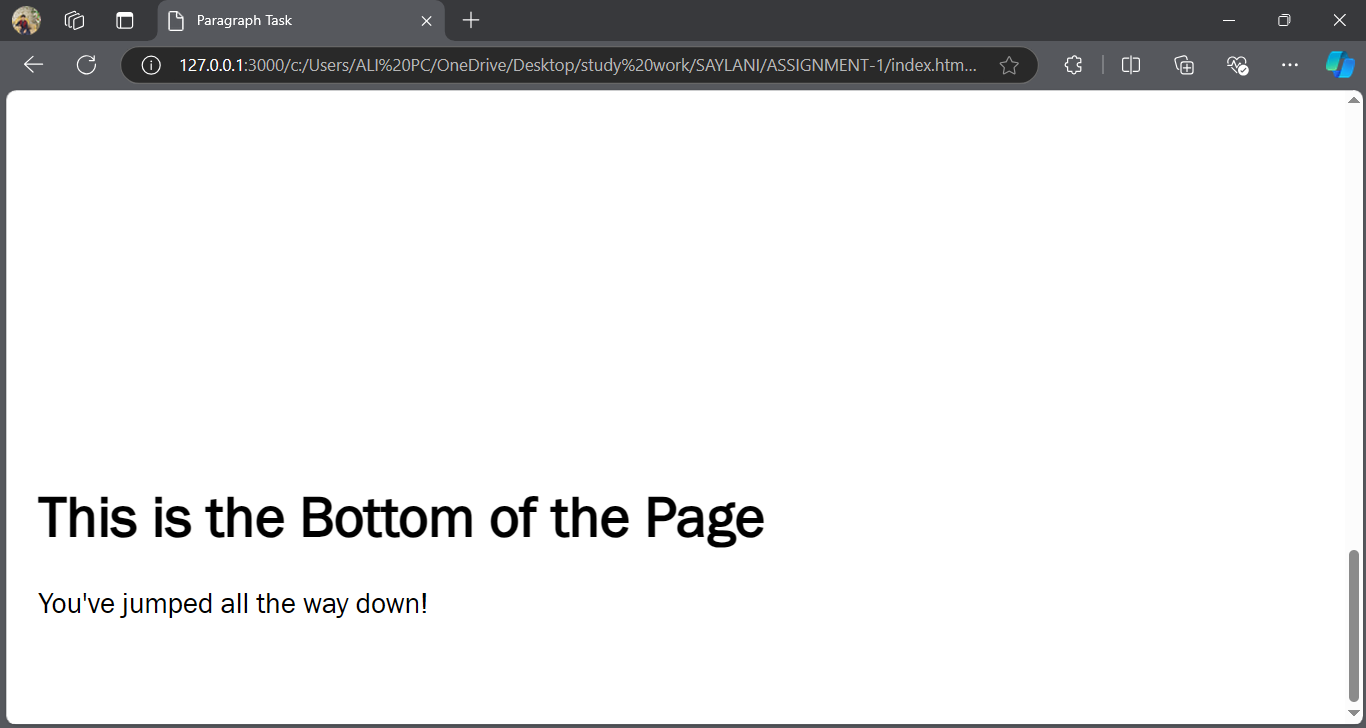 Paragraph Task
127.0.0.1:3000/c:/Users/ALI%20PC/OneDrive/Desktop/study%20work/SAYLANI/ASSIGNMENT-1/index.htm...
This is the Bottom of the Page
You've jumped all the way down!